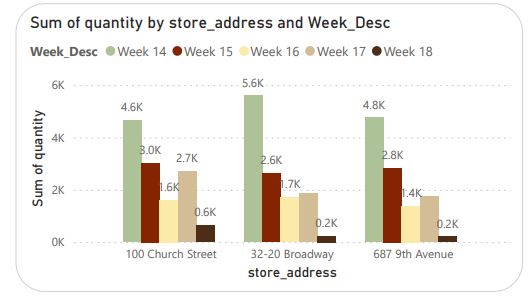 Sum of quantity by store_address and Week_Desc
Week_Desc Week 14 Week 15 Week 16 Week 17 Week 18
Sum of quantity
6K
4K
2K
0K
4.6K
3.0K
1.6K
2.7K
0.6K
5.6K
2.6K
1.7K
0.2K
4.8K
2.8K
1.4K
0.2K
100 Church Street 32-20 Broadway 687 9th Avenue
store_address